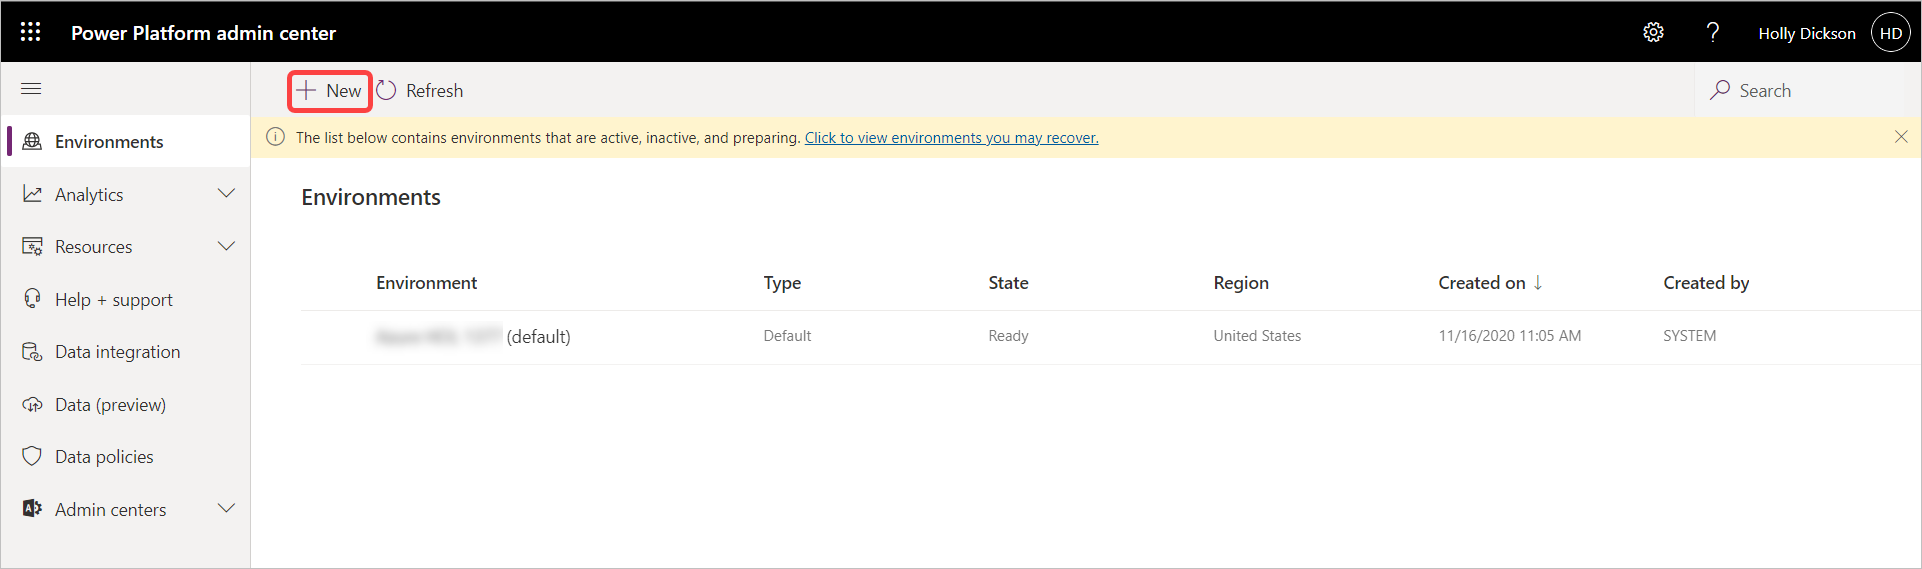 Power Platform admin center
Holly Dickson HD
New Refresh Search
The list below contains environments that are active, inactive, and preparing. Click to view environments you may recover.
Environments
Analytics
Resources
Help + support
Data integration
Data (preview)
Data policies
Admin centers
Environments
Environment Type State Region Created on ↓ Created by
(default) Default Ready United States 11/16/2020 11:05 AM SYSTEM